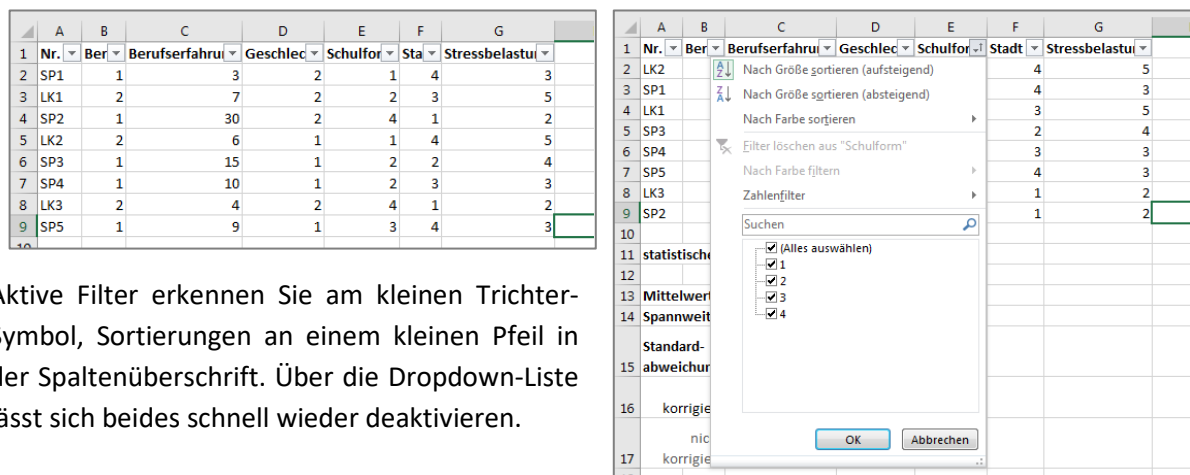 A B C D E F G
1 Nr. Ber Berufserfahru Geschlec Schulfor Sta Stressbelastu
2 SP1 1 3 2 1 4 3
3 LK1 2 7 2 2 3 5
4 SP2 1 30 2 4 1 2
5 LK2 2 6 1 1 4 5
6 SP3 1 15 1 2 2 4
7 SP4 1 10 1 2 3 3
8 LK3 2 4 2 4 1 2
9 SP5 1 9 1 3 4 3
Aktive Filter erkennen Sie am kleinen Trichter-
Symbol, Sortierungen an einem kleinen Pfeil in
der Spaltenüberschrift. Über die Dropdown-Liste
lässt sich beides schnell wieder deaktivieren.
A B C D E F G
1 Nr. Ber Berufserfahru Geschlec Schulfor Stadt Stressbelastu
2 LK2 4 5
3 SP1 4 3
4 LK1 3 5
5 SP3 2 4
6 SP4 3 3
7 SP5 4 3
8 LK3 1 2
9 SP2 1 2
10
11 statistische
12
13 Mittelwert
14 Spannweit
Standard-
15 abweichur
16 korrigie
nic
17 korrigie
Nach Größe sortieren (aufsteigend)
Nach Größe sortieren (absteigend)
Nach Farbe sortieren
Filter löschen aus "Schulform"
Nach Farbe filtern
Zahlenfilter
Suchen
(Alles auswählen)
1
2
3
4
OK Abbrechen